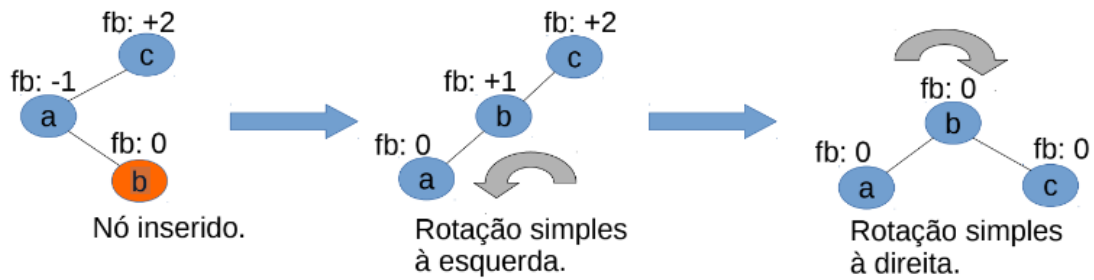 fb: +2
c
fb: -1
a
fb: 0
b
Nó inserido.
fb: +2
c
fb: +1
b
fb: 0
a
Rotação simples
à esquerda.
fb: 0
b
fb: 0
a
fb: 0
c
Rotação simples
à direita.